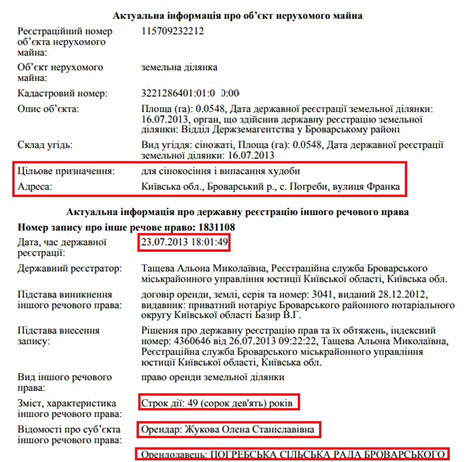 Актуальна інформація про об'єкт нерухомого майна
Реєстраційний номер 115709232212
об'єкта нерухомого
майна:
Об'єкт нерухомого земельна ділянка
майна:
Кадастровий номер: 3221286401:01:0 0:00
Опис об'єкта: Площа (га): 0.0548, Дата державної реєстрації земельної ділянки:
16.07.2013, орган, що здійснив державну реєстрацію земельної
ділянки: Відділ Держземагентства у Броварському районі
Склад угідь: Вид угіддя: сіножаті, Площа (га): 0.0548, Дата державної реєстрації
земельної ділянки: 16.07.2013
Цільове призначення: для сінокосіння і випасання худоби
Адреса: Київська обл., Броварський р., с. Погреби, вулиця Франка
Актуальна інформація про державну реєстрацію іншого речового права
Номер запису про інше речове право: 1831108
Дата, час державної 23.07.2013 18:01:49
реєстрації:
Державний реєстратор: Тащева Альона Миколаївна, Реєстраційна служба Броварського
міськрайонного управління юстиції Київської області, Київська обл.
Підстава виникнення договір оренди, землі, серія та номер: 3041, виданий 28.12.2012,
іншого речового права: видавник: приватний нотаріус Броварського районного нотаріального
округу Київської області Базир В.Г.
Підстава внесення Рішення про державну реєстрацію прав та їх обтяжень, індексний
запису: номер: 4360646 від 26.07.2013 09:22:22, Тащева Альона Миколаївна,
Реєстраційна служба Броварського міськрайонного управління
юстиції Київської області, Київська обл.
Вид іншого речового право оренди земельної ділянки
права:
Зміст, характеристика Строк дії: 49 (сорок дев'ять) років
іншого речового права:
Відомості про суб'єкта Орендар: Жукова Олена Станіславівна
іншого речового права:
Орендодавець: ПОГРЕБСЬКА СІЛЬСЬКА РАДА БРОВАРСЬКОГО